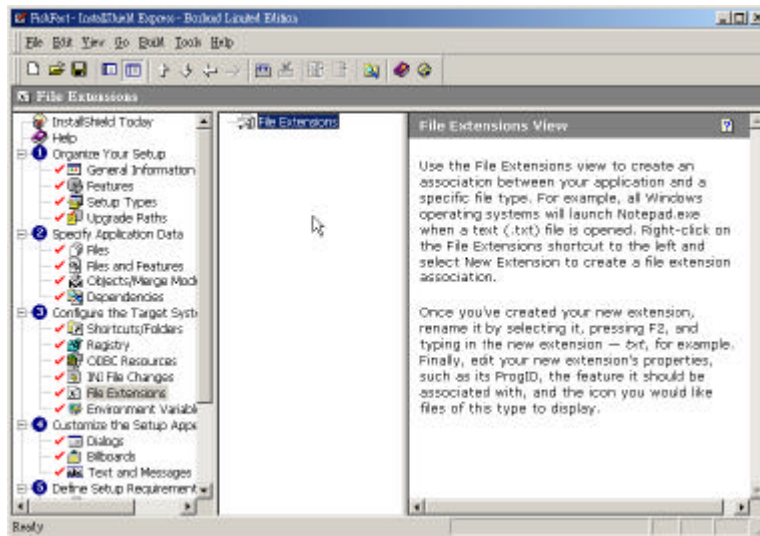 FishFact - InstallShield Express - Borland Limited Edition
File Edit View Go Build Tools Help
File Extensions
InstallShield Today
Help
1 Organize Your Setup
General Information
Features
Setup Types
Upgrade Paths
2 Specify Application Data
Files
Files and Features
Objects/Merge Mod
Dependencies
3 Configure the Target Syste
Shortcuts/Folders
Registry
ODBC Resources
INI File Changes
File Extensions
Environment Variabl
4 Customize the Setup Appe
Dialogs
Billboards
Text and Messages
5 Define Setup Requirement
File Extensions
File Extensions View
Use the File Extensions view to create an
association between your application and a
specific file type. For example, all Windows
operating systems will launch Notepad.exe
when a text (.txt) file is opened. Right-click on
the File Extensions shortcut to the left and
select New Extension to create a file extension
association.
Once you've created your new extension,
rename it by selecting it, pressing F2, and
typing in the new extension — txt, for example.
Finally, edit your new extension's properties,
such as its ProgID, the feature it should be
associated with, and the icon you would like
files of this type to display.
Ready